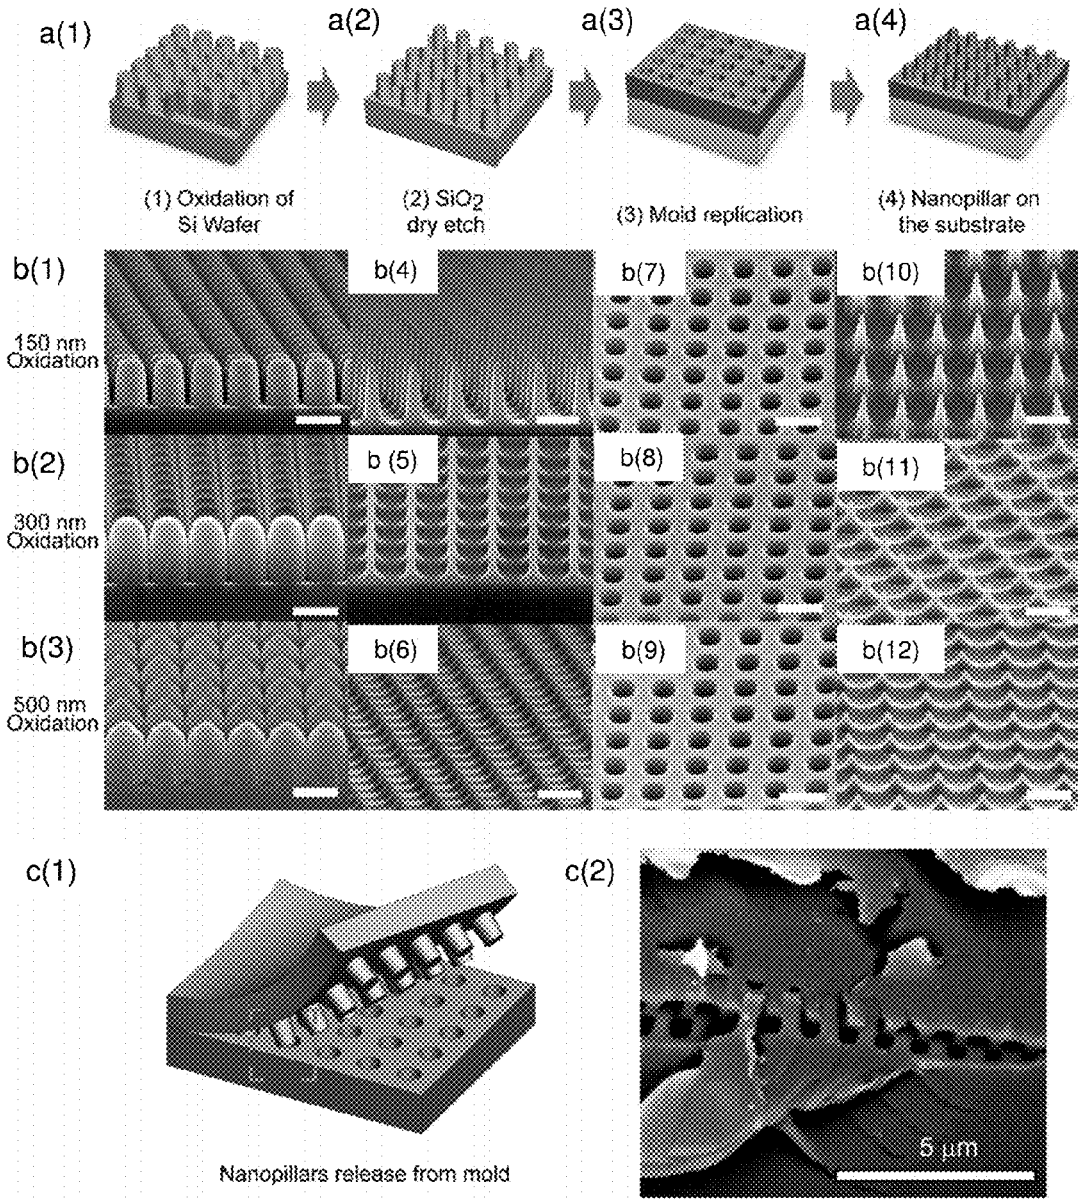 a(1)
a(2)
a(3)
a(4)
(1) Oxidation of
Si Wafer
(2) SiO2
dry etch
(3) Mold replication
(4) Nanopillar on
the substrate
b(1)
b(4)
b(7)
b(10)
150 nm
Oxidation
b(2)
b (5)
b(8)
b(11)
300 nm
Oxidation
b(3)
b(6)
b(9)
b(12)
500 nm
Oxidation
c(1)
c(2)
5 µm
Nanopillars release from mold